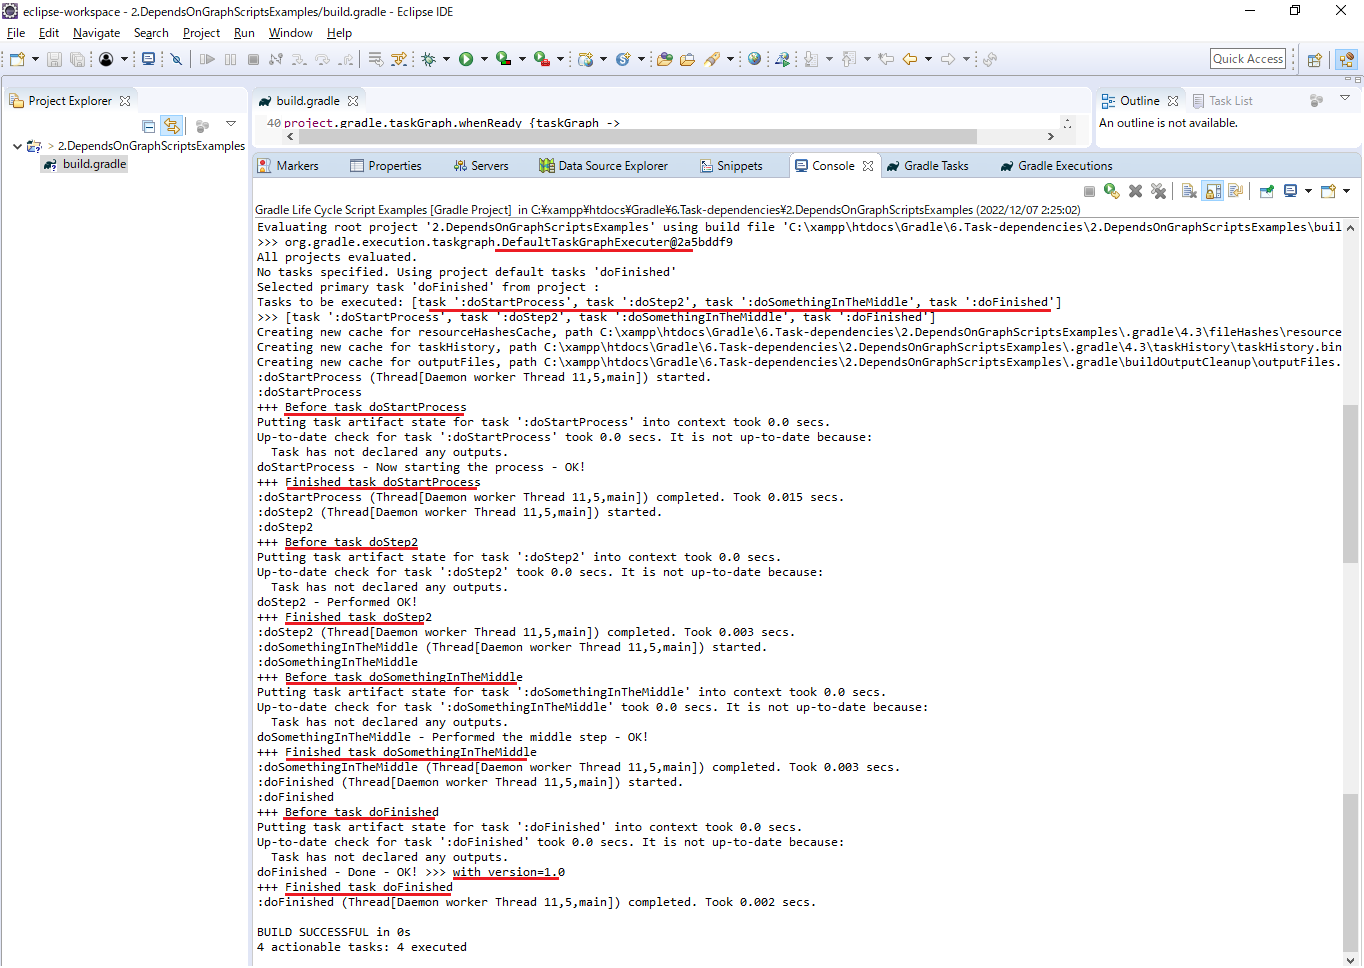 eclipse-workspace - 2.DependsOnGraphScriptsExamples/build.gradle - Eclipse IDE
File Edit Navigate Search Project Run Window Help
Quick Access
Project Explorer
> 2.DependsOnGraphScriptsExamples
build.gradle
build.gradle
40 project.gradle.taskGraph.whenReady {taskGraph ->
Outline Task List
An outline is not available.
Markers Properties Servers Data Source Explorer Snippets Console Gradle Tasks Gradle Executions
Gradle Life Cycle Script Examples [Gradle Project] in C:¥xampp¥htdocs¥Gradle¥6.Task-dependencies¥2.DependsOnGraphScriptsExamples (2022/12/07 2:25:02)
Evaluating root project '2.DependsOnGraphScriptsExamples' using build file 'C:\xampp\htdocs\Gradle\6.Task-dependencies\2.DependsOnGraphScriptsExamples\buil
>>> org.gradle.execution.taskgraph.DefaultTaskGraphExecuter@2a5bddf9
All projects evaluated.
No tasks specified. Using project default tasks 'doFinished'
Selected primary task 'doFinished' from project :
Tasks to be executed: [task ':doStartProcess', task ':doStep2', task ':doSomethingInTheMiddle', task ':doFinished']
>>> [task ':doStartProcess', task ':doStep2', task ':doSomethingInTheMiddle', task ':doFinished']
Creating new cache for resourceHashesCache, path C:\xampp\htdocs\Gradle\6.Task-dependencies\2.DependsOnGraphScriptsExamples\.gradle\4.3\fileHashes\resource
Creating new cache for taskHistory, path C:\xampp\htdocs\Gradle\6.Task-dependencies\2.DependsOnGraphScriptsExamples\.gradle\4.3\taskHistory\taskHistory.bin
Creating new cache for outputFiles, path C:\xampp\htdocs\Gradle\6.Task-dependencies\2.DependsOnGraphScriptsExamples\.gradle\buildOutputCleanup\outputFiles.
:doStartProcess (Thread[Daemon worker Thread 11,5,main]) started.
:doStartProcess
+++ Before task doStartProcess
Putting task artifact state for task ':doStartProcess' into context took 0.0 secs.
Up-to-date check for task ':doStartProcess' took 0.0 secs. It is not up-to-date because:
Task has not declared any outputs.
doStartProcess - Now starting the process - OK!
+++ Finished task doStartProcess
:doStartProcess (Thread[Daemon worker Thread 11,5,main]) completed. Took 0.015 secs.
:doStep2 (Thread[Daemon worker Thread 11,5,main]) started.
:doStep2
+++ Before task doStep2
Putting task artifact state for task ':doStep2' into context took 0.0 secs.
Up-to-date check for task ':doStep2' took 0.0 secs. It is not up-to-date because:
Task has not declared any outputs.
doStep2 - Performed OK!
+++ Finished task doStep2
:doStep2 (Thread[Daemon worker Thread 11,5,main]) completed. Took 0.003 secs.
:doSomethingInTheMiddle (Thread[Daemon worker Thread 11,5,main]) started.
:doSomethingInTheMiddle
+++ Before task doSomethingInTheMiddle
Putting task artifact state for task ':doSomethingInTheMiddle' into context took 0.0 secs.
Up-to-date check for task ':doSomethingInTheMiddle' took 0.0 secs. It is not up-to-date because:
Task has not declared any outputs.
doSomethingInTheMiddle - Performed the middle step - OK!
+++ Finished task doSomethingInTheMiddle
:doSomethingInTheMiddle (Thread[Daemon worker Thread 11,5,main]) completed. Took 0.003 secs.
:doFinished (Thread[Daemon worker Thread 11,5,main]) started.
:doFinished
+++ Before task doFinished
Putting task artifact state for task ':doFinished' into context took 0.0 secs.
Up-to-date check for task ':doFinished' took 0.0 secs. It is not up-to-date because:
Task has not declared any outputs.
doFinished - Done - OK! >>> with version=1.0
+++ Finished task doFinished
:doFinished (Thread[Daemon worker Thread 11,5,main]) completed. Took 0.002 secs.
BUILD SUCCESSFUL in 0s
4 actionable tasks: 4 executed